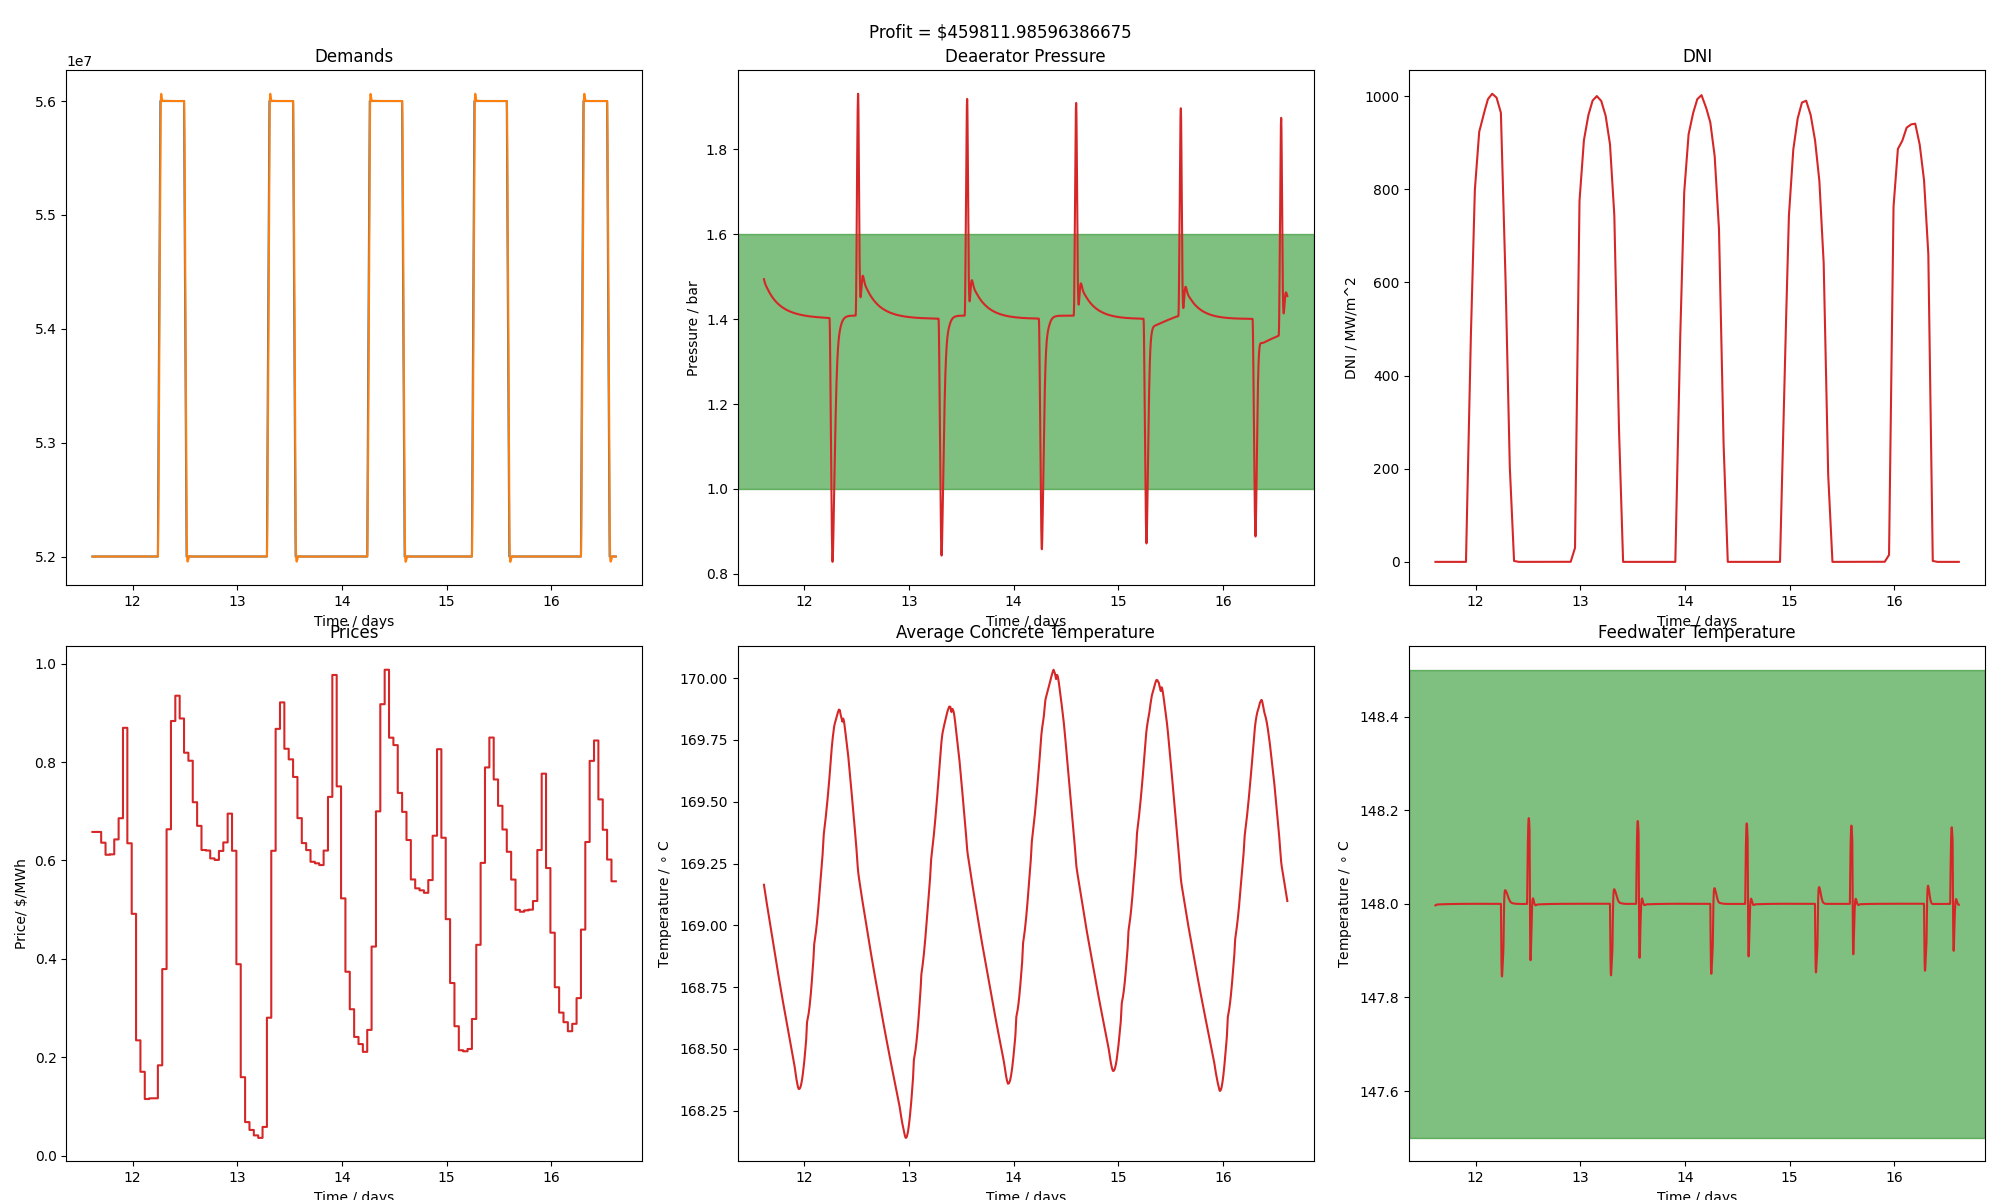 Profit = $459811.98596386675
Demands
1e7
5.6
5.5
5.4
5.3
5.2
12 13 14 15 16
Time / days
Deaerator Pressure
Pressure / bar
1.8
1.6
1.4
1.2
1.0
0.8
12 13 14 15 16
Time / days
DNI
DNI / MW/m^2
1000
800
600
400
200
0
12 13 14 15 16
Time / days
Prices
Price/ $/MWh
1.0
0.8
0.6
0.4
0.2
0.0
12 13 14 15 16
Time / days
Average Concrete Temperature
Temperature / ∘ C
170.00
169.75
169.50
169.25
169.00
168.75
168.50
168.25
12 13 14 15 16
Time / days
Feedwater Temperature
Temperature / ∘ C
148.4
148.2
148.0
147.8
147.6
12 13 14 15 16
Time / days